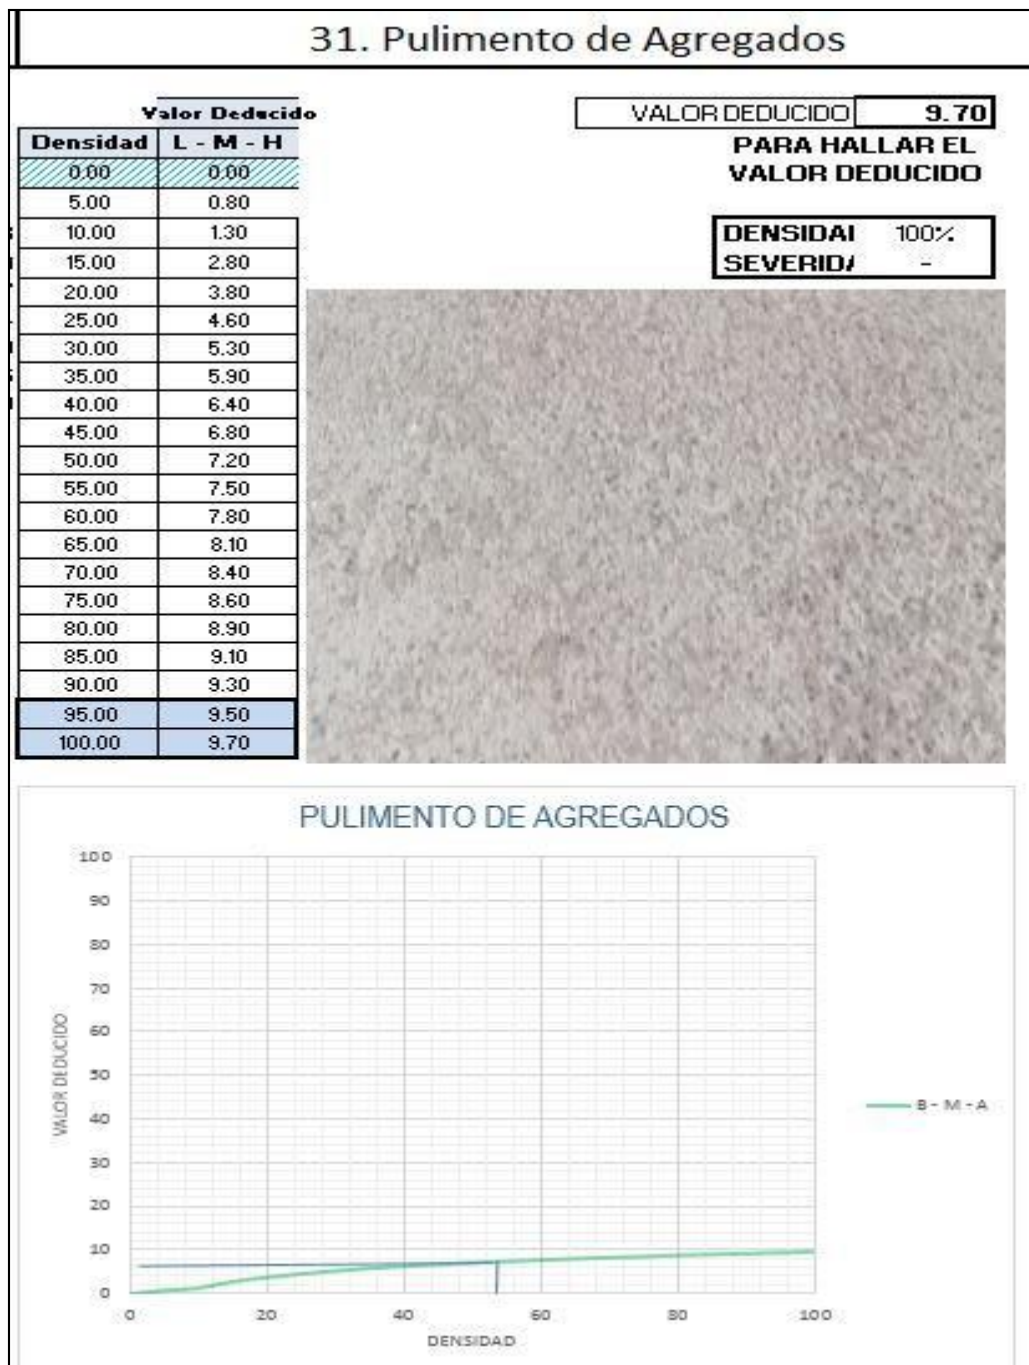 31. Pulimento de Agregados
Valor Deducido
Densidad L - M - H
0.00 0.00
5.00 0.80
10.00 1.30
15.00 2.80
20.00 3.80
25.00 4.60
30.00 5.30
35.00 5.90
40.00 6.40
45.00 6.80
50.00 7.20
55.00 7.50
60.00 7.80
65.00 8.10
70.00 8.40
75.00 8.60
80.00 8.90
85.00 9.10
90.00 9.30
95.00 9.50
100.00 9.70
VALOR DEDUCIDO 9.70
PARA HALLAR EL
VALOR DEDUCIDO
DENSIDAI 100%
SEVERIDA -
PULIMENTO DE AGREGADOS
100
90
80
70
60
50
40
30
20
10
0
VALOR DEDUCIDO
0 20 40 60 80 100
DENSIDAD
B - M - A